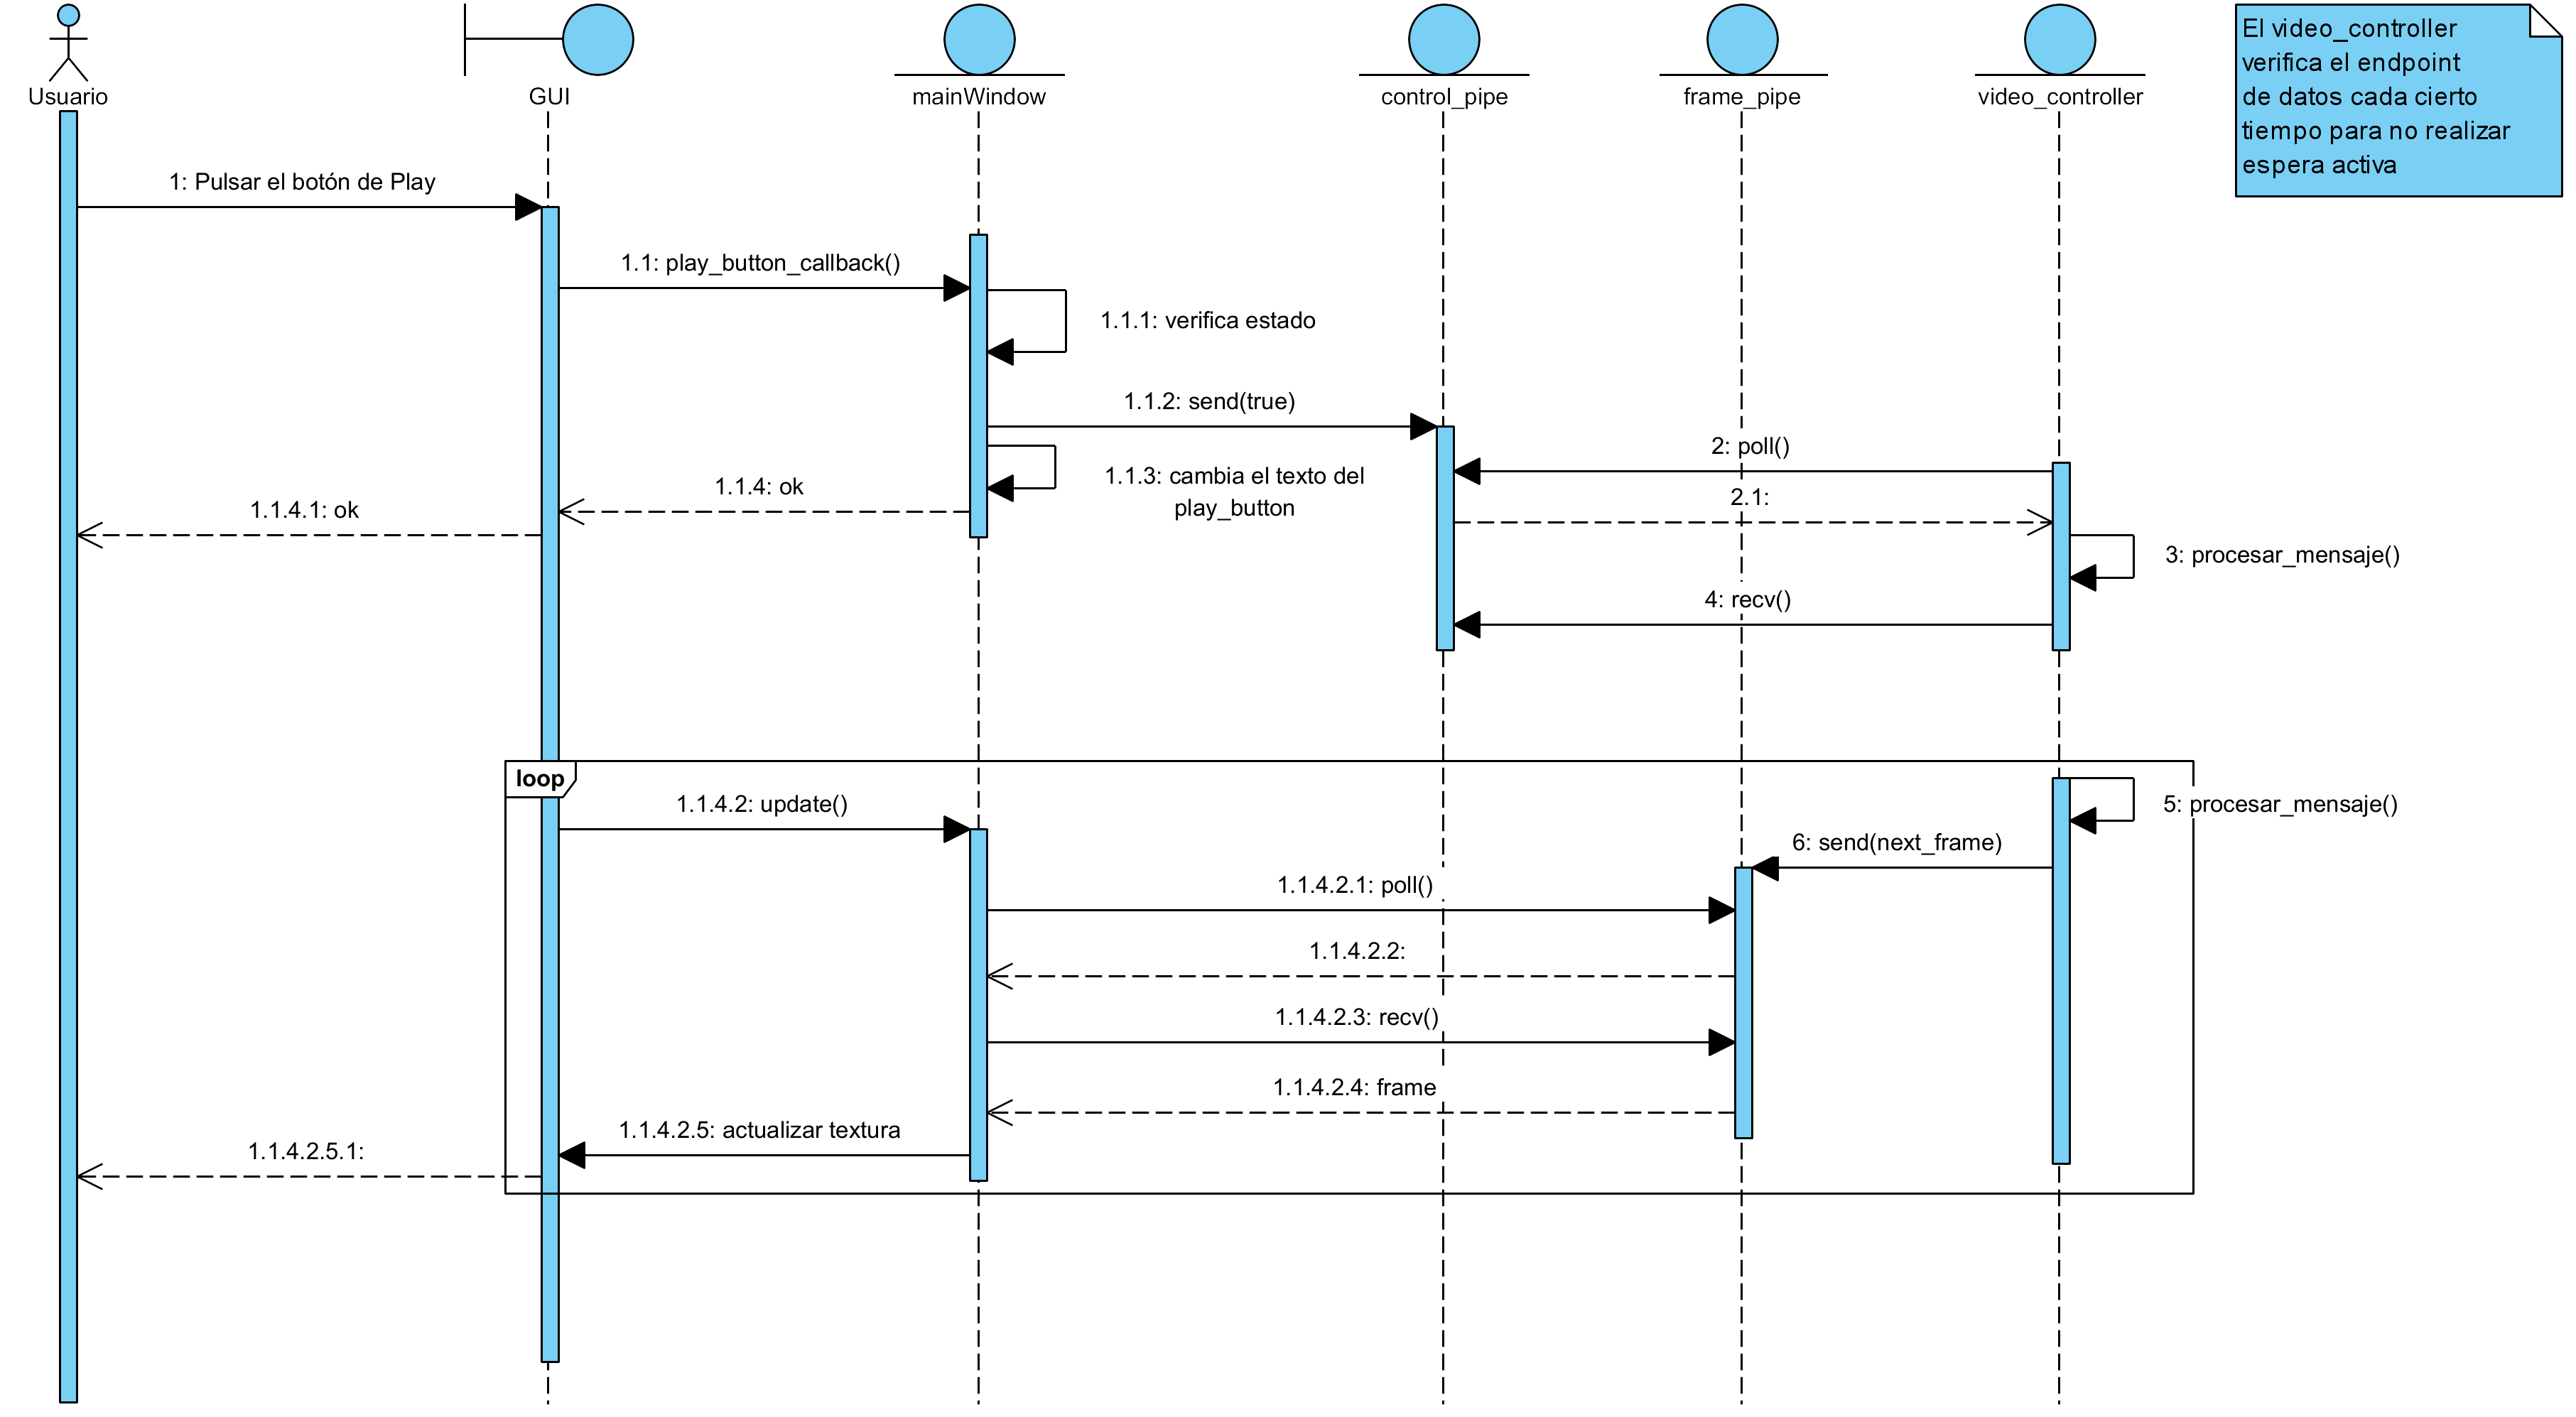 El video_controller
verifica el endpoint
de datos cada cierto
tiempo para no realizar
espera activa
Usuario
GUI
mainWindow
control_pipe
frame_pipe
video_controller
1: Pulsar el botón de Play
1.1: play_button_callback()
1.1.1: verifica estado
1.1.2: send(true)
2: poll()
1.1.3: cambia el texto del
play_button
1.1.4: ok
2.1:
1.1.4.1: ok
3: procesar_mensaje()
4: recv()
loop
1.1.4.2: update()
5: procesar_mensaje()
6: send(next_frame)
1.1.4.2.1: poll()
1.1.4.2.2:
1.1.4.2.3: recv()
1.1.4.2.4: frame
1.1.4.2.5: actualizar textura
1.1.4.2.5.1: